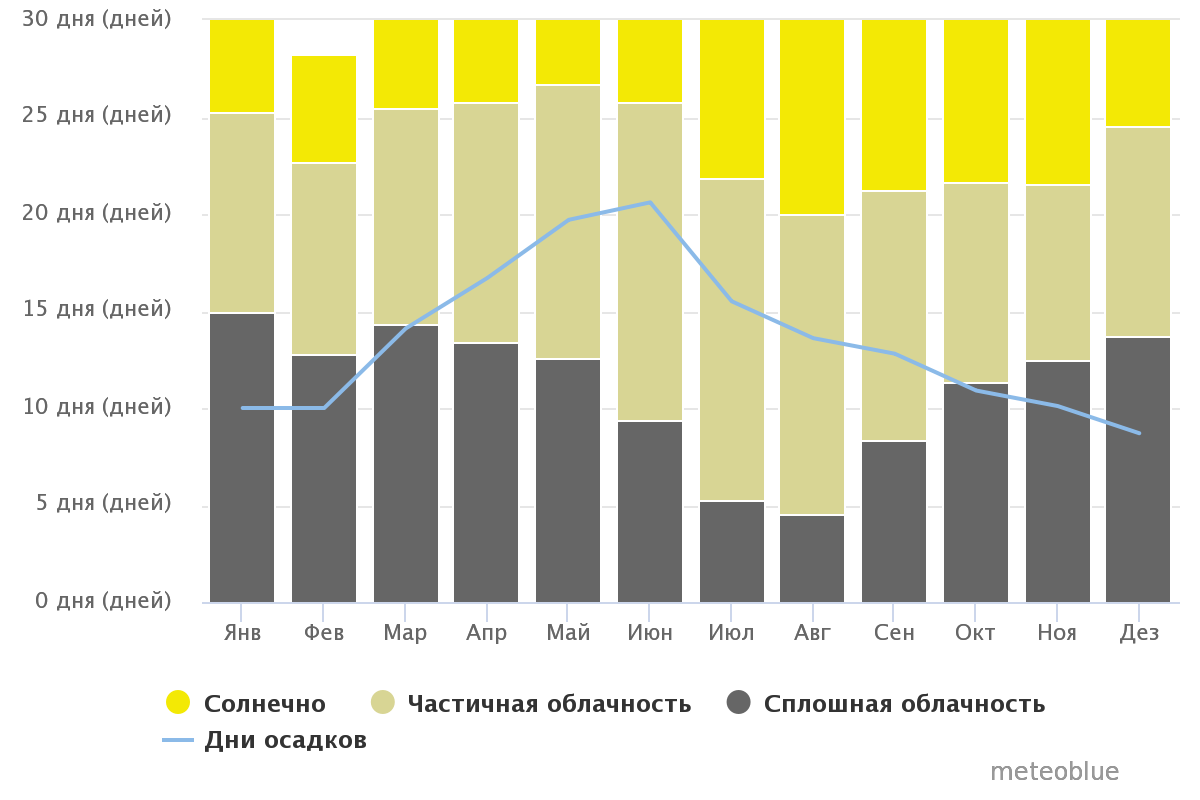 30 дня (дней)
25 дня (дней)
20 дня (дней)
15 дня (дней)
10 дня (дней)
5 дня (дней)
0 дня (дней)
Янв Фев Мар Апр Май Июн Июл Авг Сен Окт Ноя Дез
Солнечно Частичная облачность Сплошная облачность
Дни осадков
meteoblue